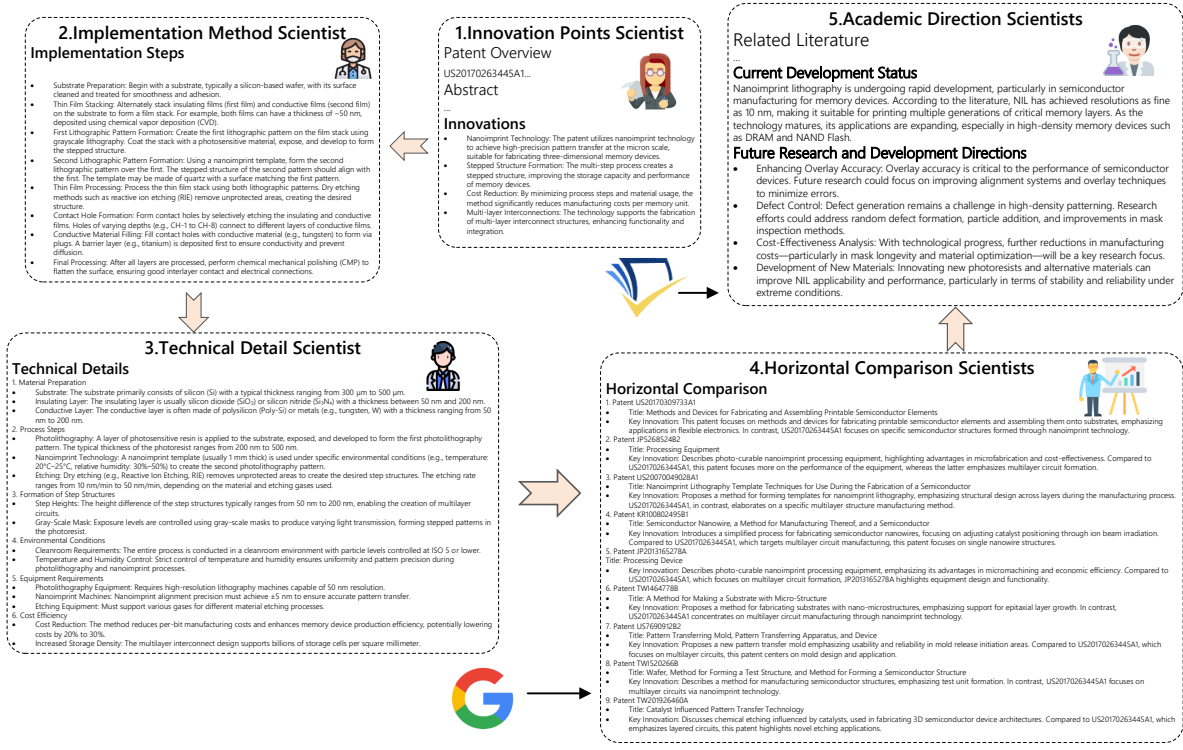 1.Innovation Points Scientist
Patent Overview
US20170263445A1...
Abstract
...
Innovations
• Nanoimprint Technology: The patent utilizes nanoimprint technology
to achieve high-precision pattern transfer at the micron scale,
suitable for fabricating three-dimensional memory devices.
• Stepped Structure Formation: The multi-step process creates a
stepped structure, improving the storage capacity and performance
of memory devices.
• Cost Reduction: By minimizing process steps and material usage, the
method significantly reduces manufacturing costs per memory unit.
• Multi-layer Interconnections: The technology supports the fabrication
of multi-layer interconnect structures, enhancing functionality and
integration.
2.Implementation Method Scientist
Implementation Steps
• Substrate Preparation: Begin with a substrate, typically a silicon-based wafer, with its surface
cleaned and treated for smoothness and adhesion.
• Thin Film Stacking: Alternately stack insulating films (first film) and conductive films (second film)
on the substrate to form a film stack. For example, both films can have a thickness of ~50 nm,
deposited using chemical vapor deposition (CVD).
• First Lithographic Pattern Formation: Create the first lithographic pattern on the film stack using
grayscale lithography. Coat the stack with a photosensitive material, expose, and develop to form
the stepped structure.
• Second Lithographic Pattern Formation: Using a nanoimprint template, form the second
lithographic pattern over the first. The stepped structure of the second pattern should align with
the first. The template may be made of quartz with a surface matching the first pattern.
• Thin Film Processing: Process the thin film stack using both lithographic patterns. Dry etching
methods such as reactive ion etching (RIE) remove unprotected areas, creating the desired
structure.
• Contact Hole Formation: Form contact holes by selectively etching the insulating and conductive
films. Holes of varying depths (e.g., CH-1 to CH-8) connect to different layers of conductive films.
• Conductive Material Filling: Fill contact holes with conductive material (e.g., tungsten) to form via
plugs. A barrier layer (e.g., titanium) is deposited first to ensure conductivity and prevent
diffusion.
• Final Processing: After all layers are processed, perform chemical mechanical polishing (CMP) to
flatten the surface, ensuring good interlayer contact and electrical connections.
3.Technical Detail Scientist
Technical Details
1. Material Preparation
• Substrate: The substrate primarily consists of silicon (Si) with a typical thickness ranging from 300 μm to 500 μm.
• Insulating Layer: The insulating layer is usually silicon dioxide (SiO₂) or silicon nitride (Si₃N₄) with a thickness between 50 nm and 200 nm.
• Conductive Layer: The conductive layer is often made of polysilicon (Poly-Si) or metals (e.g., tungsten, W) with a thickness ranging from 50
nm to 200 nm.
2. Process Steps
• Photolithography: A layer of photosensitive resin is applied to the substrate, exposed, and developed to form the first photolithography
pattern. The typical thickness of the photoresist ranges from 200 nm to 500 nm.
• Nanoimprint Technology: A nanoimprint template (usually 1 mm thick) is used under specific environmental conditions (e.g., temperature:
20°C–25°C, relative humidity: 30%–50%) to create the second photolithography pattern.
• Etching: Dry etching (e.g., Reactive Ion Etching, RIE) removes unprotected areas to create the desired step structures. The etching rate
ranges from 10 nm/min to 50 nm/min, depending on the material and etching gases used.
3. Formation of Step Structures
• Step Heights: The height difference of the step structures typically ranges from 50 nm to 200 nm, enabling the creation of multilayer
circuits.
• Gray-Scale Mask: Exposure levels are controlled using gray-scale masks to produce varying light transmission, forming stepped patterns in
the photoresist.
4. Environmental Conditions
• Cleanroom Requirements: The entire process is conducted in a cleanroom environment with particle levels controlled at ISO 5 or lower.
• Temperature and Humidity Control: Strict control of temperature and humidity ensures uniformity and pattern precision during
photolithography and nanoimprint processes.
5. Equipment Requirements
• Photolithography Equipment: Requires high-resolution lithography machines capable of 50 nm resolution.
• Nanoimprint Machines: Nanoimprint alignment precision must achieve ±5 nm to ensure accurate pattern transfer.
• Etching Equipment: Must support various gases for different material etching processes.
6. Cost Efficiency
• Cost Reduction: The method reduces per-bit manufacturing costs and enhances memory device production efficiency, potentially lowering
costs by 20% to 30%.
• Increased Storage Density: The multilayer interconnect design supports billions of storage cells per square millimeter.
4.Horizontal Comparison Scientists
Horizontal Comparison
1. Patent US20170309733A1
• Title: Methods and Devices for Fabricating and Assembling Printable Semiconductor Elements
• Key Innovation: This patent focuses on methods and devices for fabricating printable semiconductor elements and assembling them onto substrates, emphasizing
applications in flexible electronics. In contrast, US20170263445A1 focuses on specific semiconductor structures formed through nanoimprint technology.
2. Patent JPS268524B2
• Title: Processing Equipment
• Key Innovation: Describes photo-curable nanoimprint processing equipment, highlighting advantages in microfabrication and cost-effectiveness. Compared to
US20170263445A1, this patent focuses more on the performance of the equipment, whereas the latter emphasizes multilayer circuit formation.
3. Patent US20070049028A1
• Title: Nanoimprint Lithography Template Techniques for Use During the Fabrication of a Semiconductor
• Key Innovation: Proposes a method for forming templates for nanoimprint lithography, emphasizing structural design across layers during the manufacturing process.
US20170263445A1, in contrast, elaborates on a specific multilayer structure manufacturing method.
4. Patent KR100802495B1
• Title: Semiconductor Nanowire, a Method for Manufacturing Thereof, and a Semiconductor
• Key Innovation: Introduces a simplified process for fabricating semiconductor nanowires, focusing on adjusting catalyst positioning through ion beam irradiation.
Compared to US20170263445A1, which targets multilayer circuit manufacturing, this patent focuses on single nanowire structures.
5. Patent JP2013165278A
Title: Processing Device
• Key Innovation: Describes photo-curable nanoimprint processing equipment, emphasizing its advantages in micromachining and economic efficiency. Compared to
US20170263445A1, which focuses on multilayer circuit formation, JP2013165278A highlights equipment design and functionality.
6. Patent TWI464778B
• Title: A Method for Making a Substrate with Micro-Structure
• Key Innovation: Proposes a method for fabricating substrates with nano-microstructures, emphasizing support for epitaxial layer growth. In contrast,
US20170263445A1 concentrates on multilayer circuit manufacturing through nanoimprint technology.
7. Patent US7690912B2
• Title: Pattern Transferring Mold, Pattern Transferring Apparatus, and Device
• Key Innovation: Proposes a new pattern transfer mold emphasizing usability and reliability in mold release initiation areas. Compared to US20170263445A1, which
focuses on multilayer circuits, this patent centers on mold design and application.
8. Patent TWI520266B
• Title: Wafer, Method for Forming a Test Structure, and Method for Forming a Semiconductor Structure
• Key Innovation: Describes a method for manufacturing semiconductor structures, emphasizing test unit formation. In contrast, US20170263445A1 focuses on
multilayer circuits via nanoimprint technology.
9. Patent TW201926460A
• Title: Catalyst Influenced Pattern Transfer Technology
• Key Innovation: Discusses chemical etching influenced by catalysts, used in fabricating 3D semiconductor device architectures. Compared to US20170263445A1, which
emphasizes layered circuits, this patent highlights novel etching applications.
5.Academic Direction Scientists
Related Literature
...
Current Development Status
Nanoimprint lithography is undergoing rapid development, particularly in semiconductor
manufacturing for memory devices. According to the literature, NIL has achieved resolutions as fine
as 10 nm, making it suitable for printing multiple generations of critical memory layers. As the
technology matures, its applications are expanding, especially in high-density memory devices such
as DRAM and NAND Flash.
Future Research and Development Directions
• Enhancing Overlay Accuracy: Overlay accuracy is critical to the performance of semiconductor
devices. Future research could focus on improving alignment systems and overlay techniques
to minimize errors.
• Defect Control: Defect generation remains a challenge in high-density patterning. Research
efforts could address random defect formation, particle addition, and improvements in mask
inspection methods.
• Cost-Effectiveness Analysis: With technological progress, further reductions in manufacturing
costs—particularly in mask longevity and material optimization—will be a key research focus.
• Development of New Materials: Innovating new photoresists and alternative materials can
improve NIL applicability and performance, particularly in terms of stability and reliability under
extreme conditions.